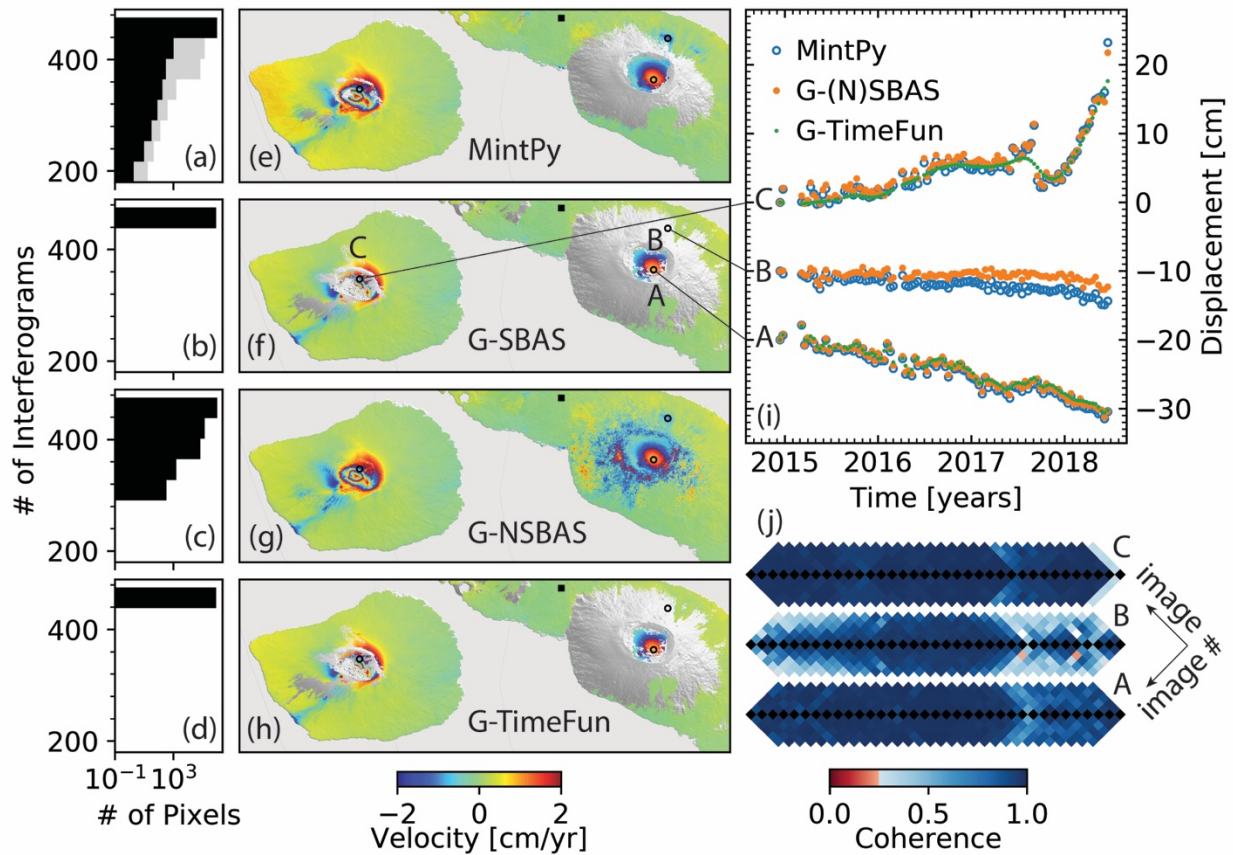 # of Interferograms
400
200
(a)
400
200
(b)
400
200
(c)
400
200
(d)
10⁻¹ 10³
# of Pixels
(e)
MintPy
(f)
G-SBAS
C
B
A
(g)
G-NSBAS
(h)
G-TimeFun
−2 0 2
Velocity [cm/yr]
MintPy
G-(N)SBAS
G-TimeFun
C
B
A
(i)
20
10
0
−10
−20
−30
Displacement [cm]
2015 2016 2017 2018
Time [years]
(j)
C
B
A
image #
image #
0.0 0.5 1.0
Coherence